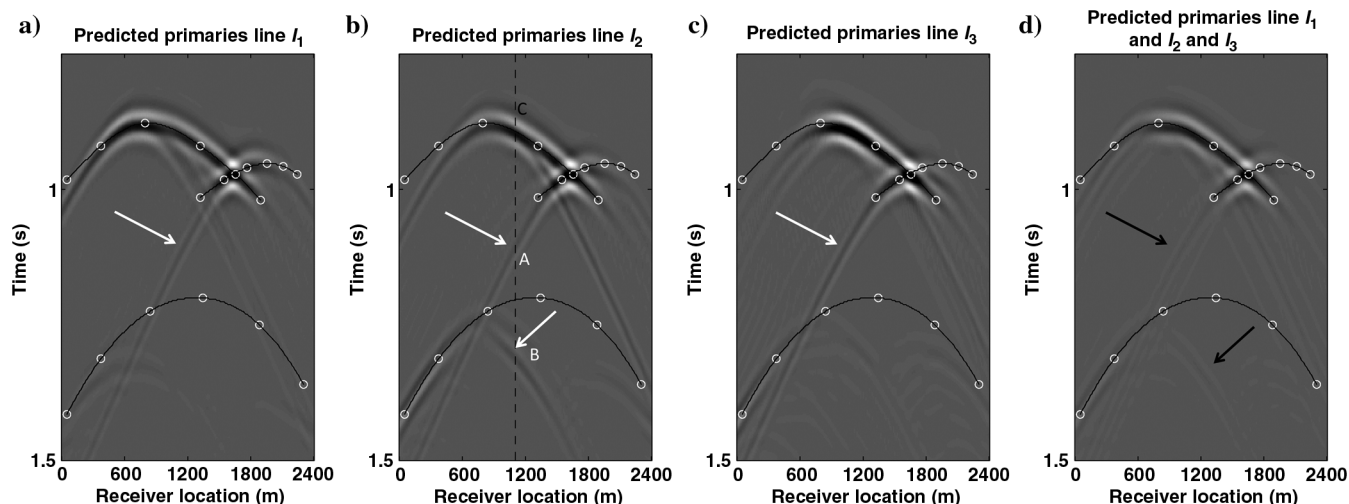 a)
Predicted primaries line l1
1
1.5
Time (s)
0 600 1200 1800 2400
Receiver location (m)
b)
Predicted primaries line l2
C
A
B
1
1.5
Time (s)
0 600 1200 1800 2400
Receiver location (m)
c)
Predicted primaries line l3
1
1.5
Time (s)
0 600 1200 1800 2400
Receiver location (m)
d)
Predicted primaries line l1
and l2 and l3
1
1.5
Time (s)
0 600 1200 1800 2400
Receiver location (m)